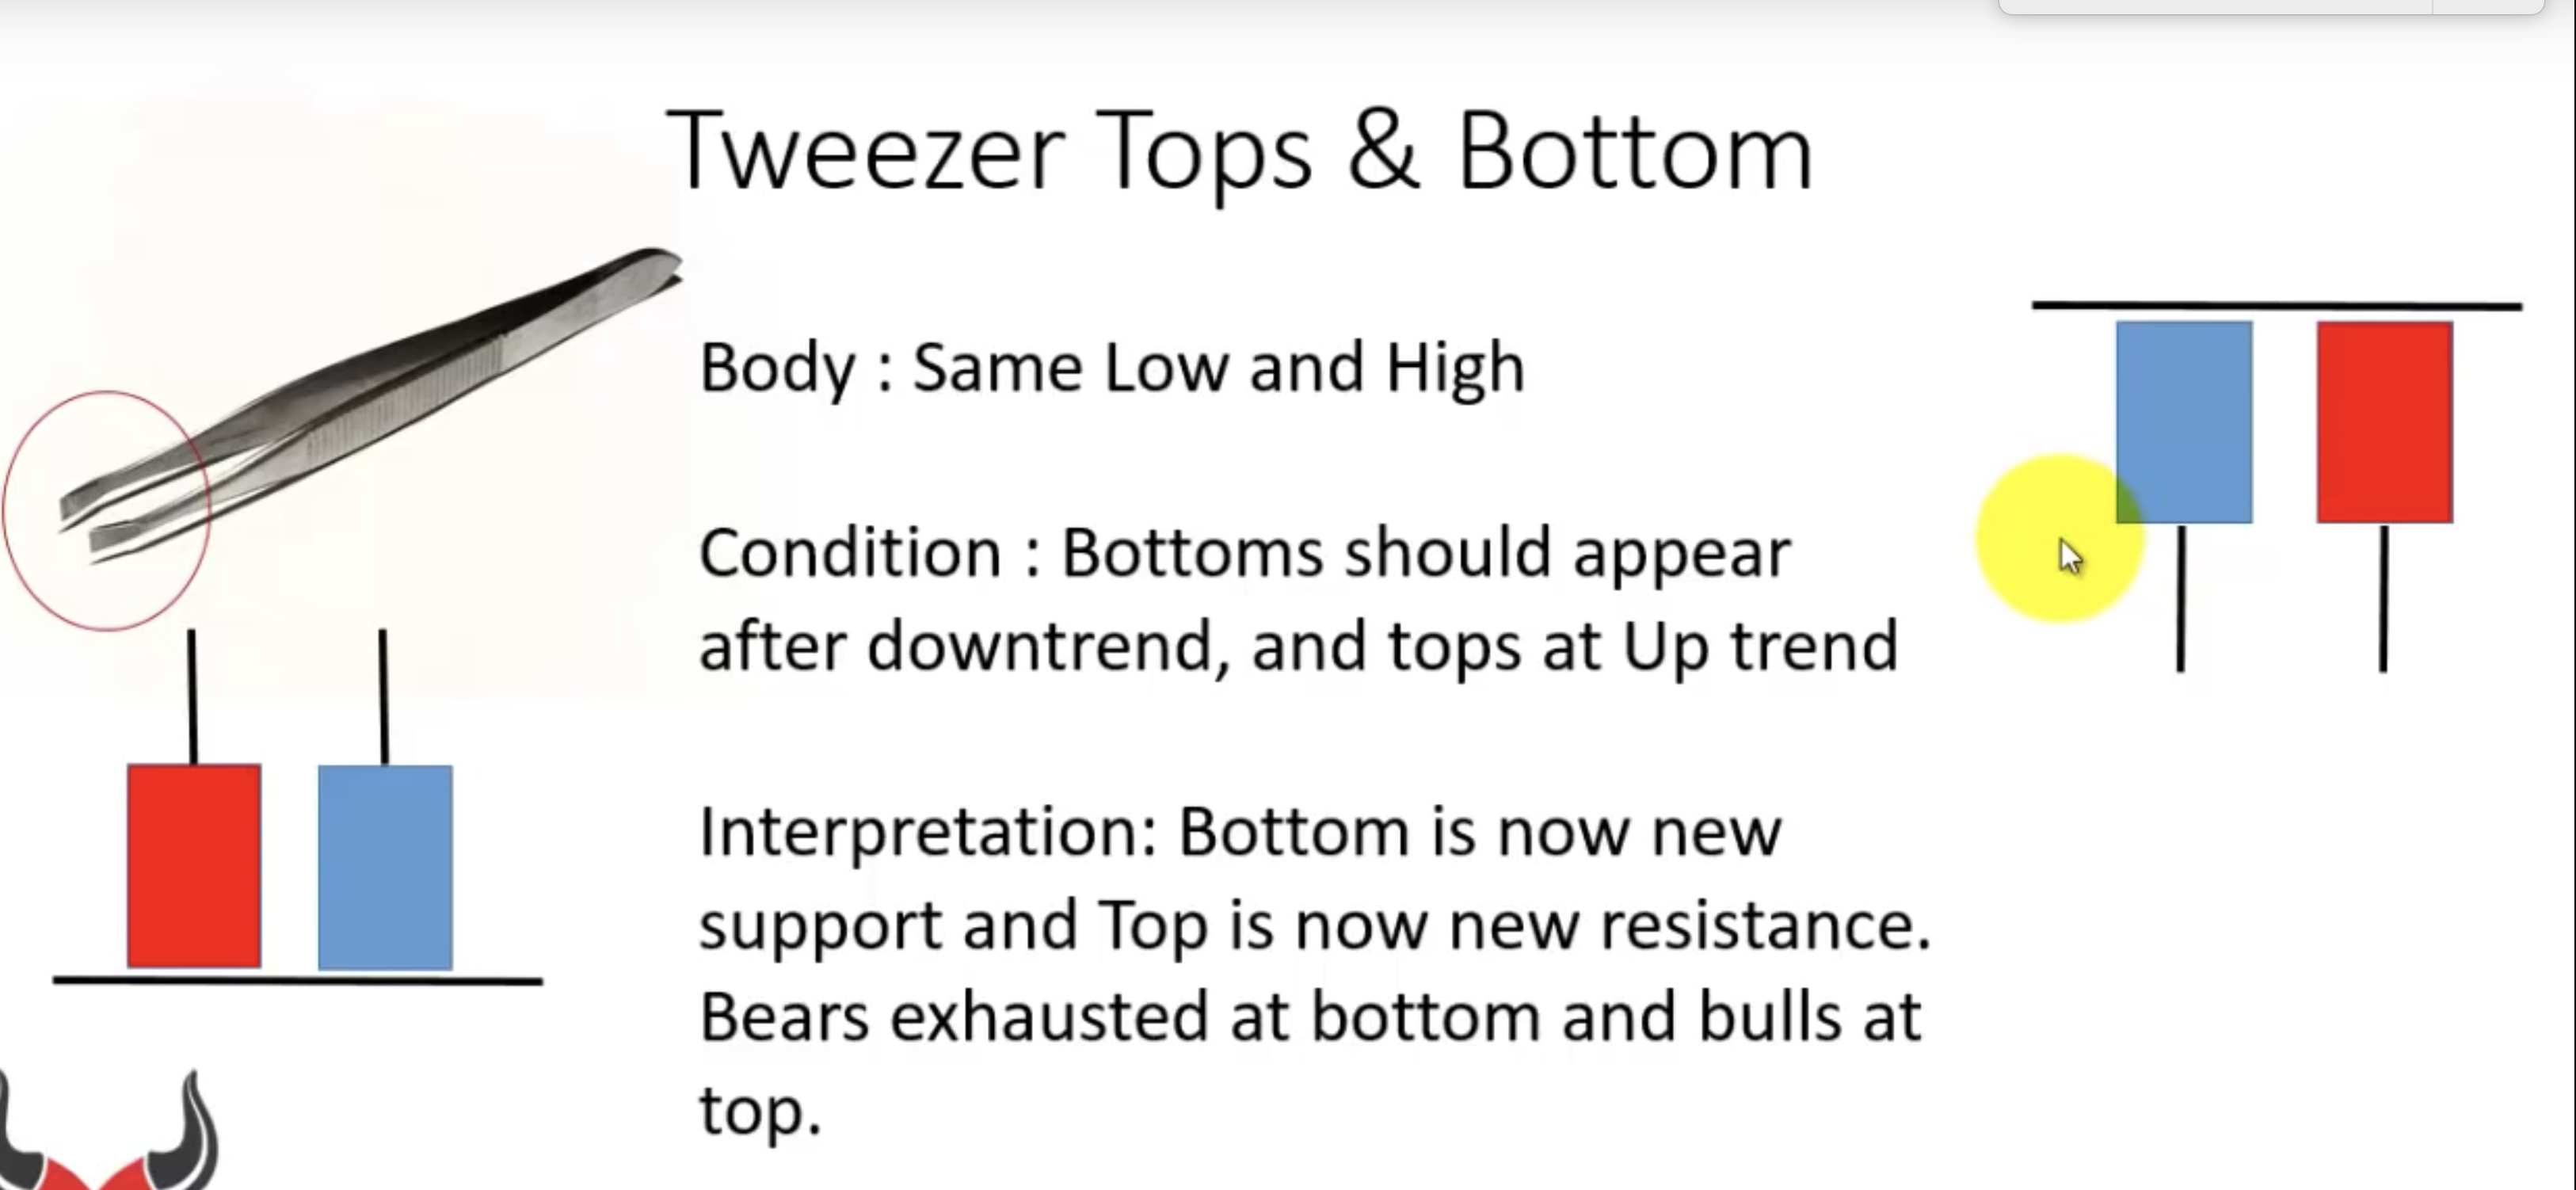 Tweezer Tops & Bottom
Body : Same Low and High
Condition : Bottoms should appear
after downtrend, and tops at Up trend
Interpretation: Bottom is now new
support and Top is now new resistance.
Bears exhausted at bottom and bulls at
top.